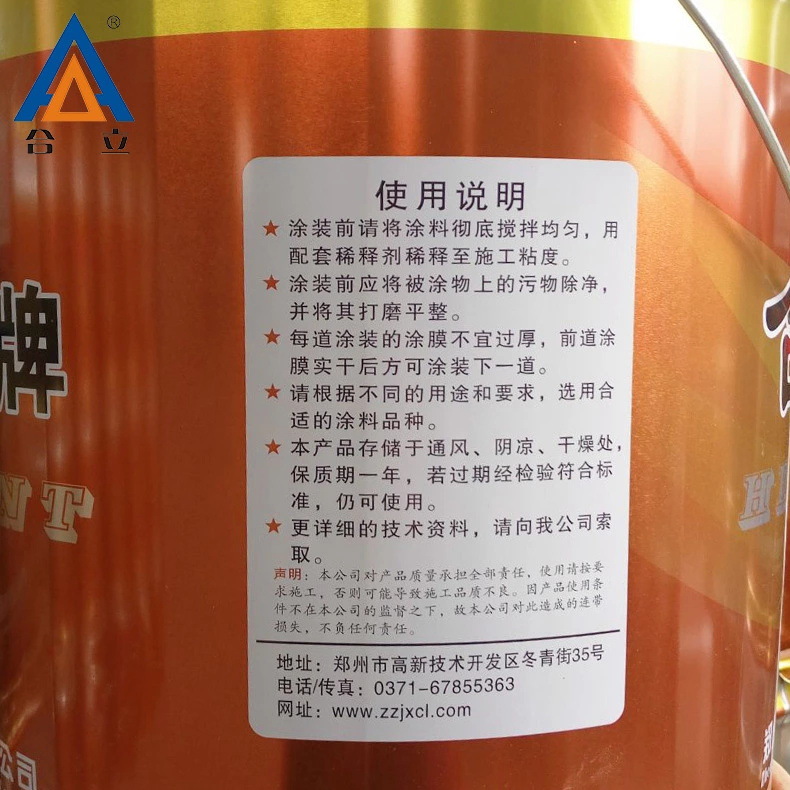 ®
合立
使用说明
★ 涂装前请将涂料彻底搅拌均匀，用
配套稀释剂稀释至施工粘度。
★ 涂装前应将被涂物上的污物除净，
并将其打磨平整。
★ 每道涂装的涂膜不宜过厚，前道涂
膜实干后方可涂装下一道。
★ 请根据不同的用途和要求，选用合
适的涂料品种。
★ 本产品存储于通风、阴凉、干燥处，
保质期一年，若过期经检验符合标
准，仍可使用。
★ 更详细的技术资料，请向我公司索
取。
声明：本公司对产品质量承担全部责任，使用请按要
求施工，否则可能导致施工品质不良。因产品使用条
件不在本公司的监督之下，故本公司对此造成的连带
损失，不负任何责任。
地址：郑州市高新技术开发区冬青街35号
电话/传真：0371-67855363
网址：www.zzjxcl.com
牌
NT
公司
H